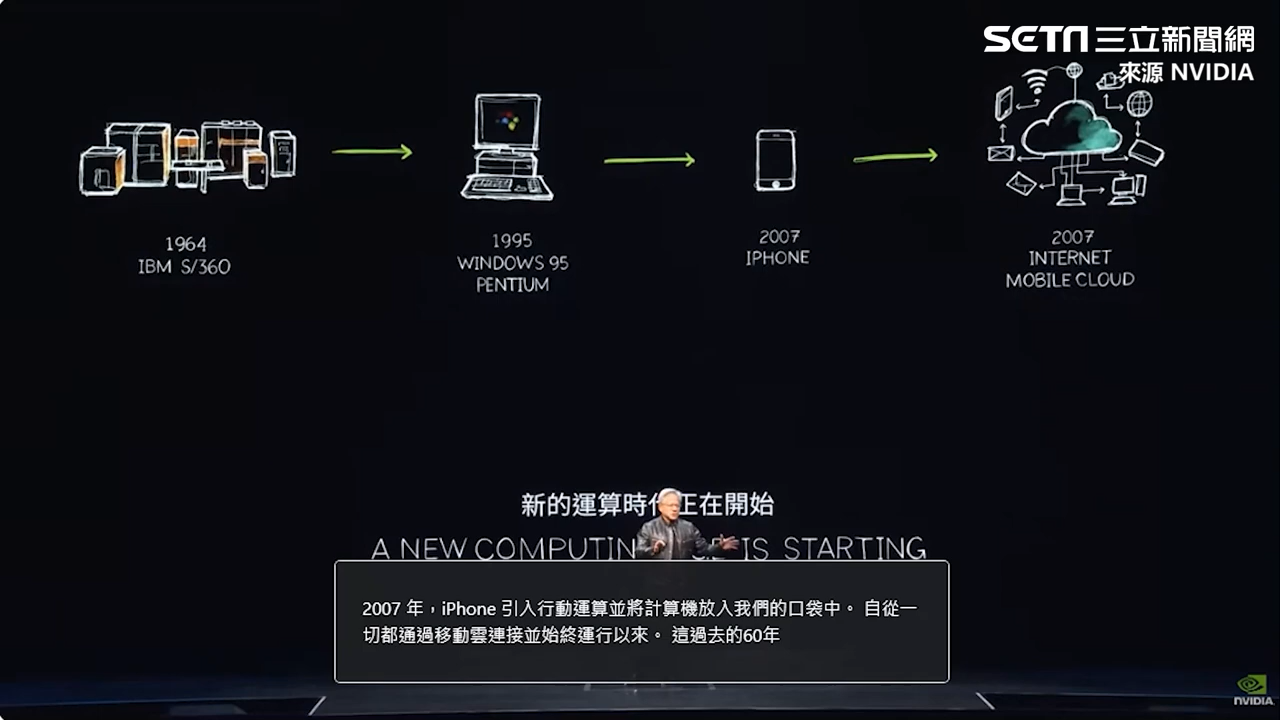 SETN 三立新聞網
來源 NVIDIA
1964
IBM S/360
1995
WINDOWS 95
PENTIUM
2007
IPHONE
2007
INTERNET
MOBILE CLOUD
新的運算時代正在開始
A NEW COMPUTIN IS STARTING
2007 年，iPhone 引入行動運算並將計算機放入我們的口袋中。 自從一
切都通過移動雲連接並始終運行以來。 這過去的60年
NVIDIA